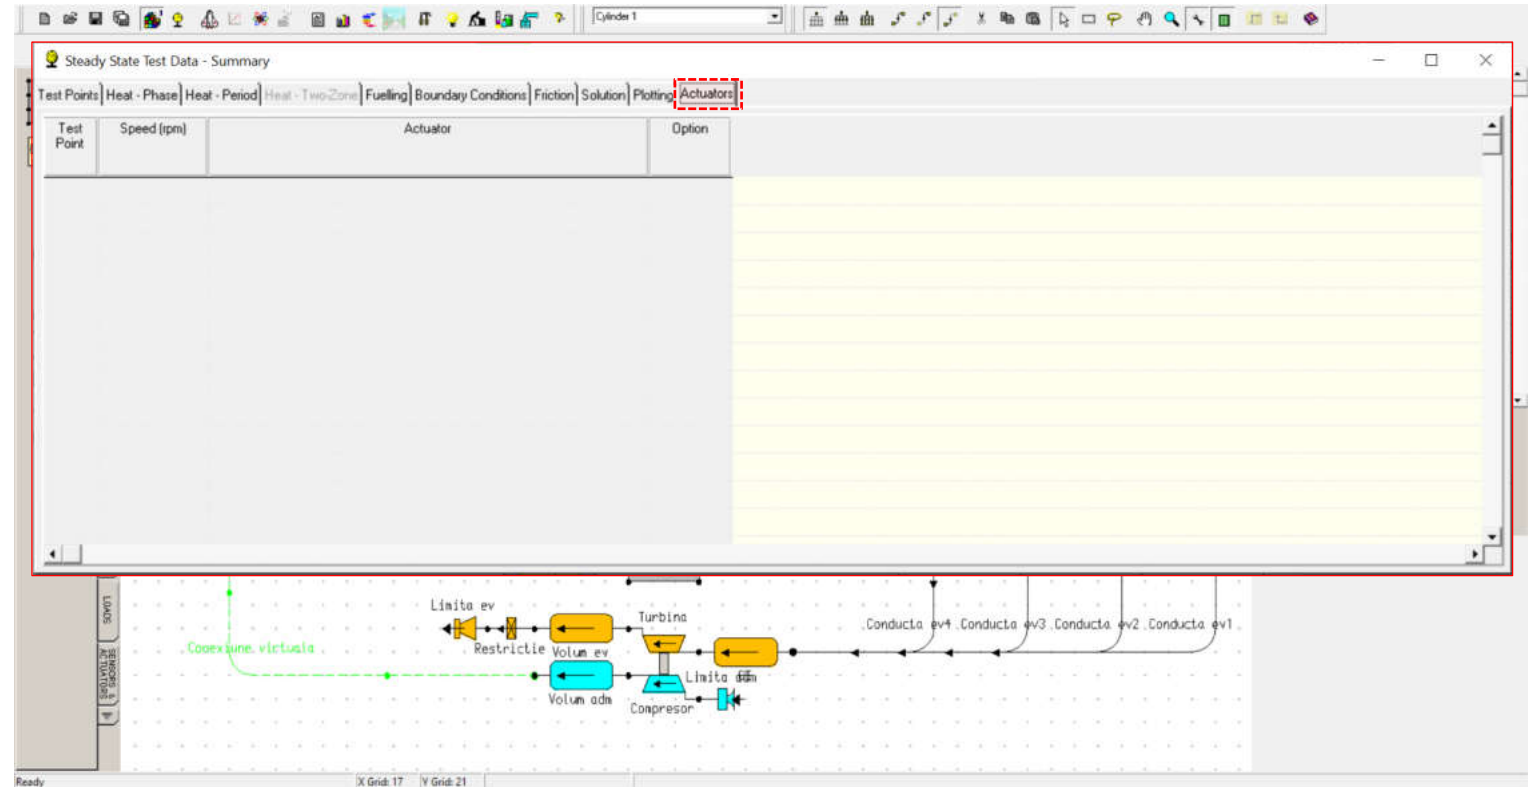 Cylinder 1
Steady State Test Data - Summary
Test Points Heat - Phase Heat - Period Heat - Two-Zone Fuelling Boundary Conditions Friction Solution Plotting Actuators
Test Point Speed (rpm) Actuator Option
LOADS
SENSORS & ACTUATORS
Limita ev
Turbina
Conducta ev4 Conducta ev3 Conducta ev2 Conducta ev1
Conexiune virtuala
Restrictie Volum ev
Limita adm
Volum adm
Compresor
Ready X Grid: 17 Y Grid: 21